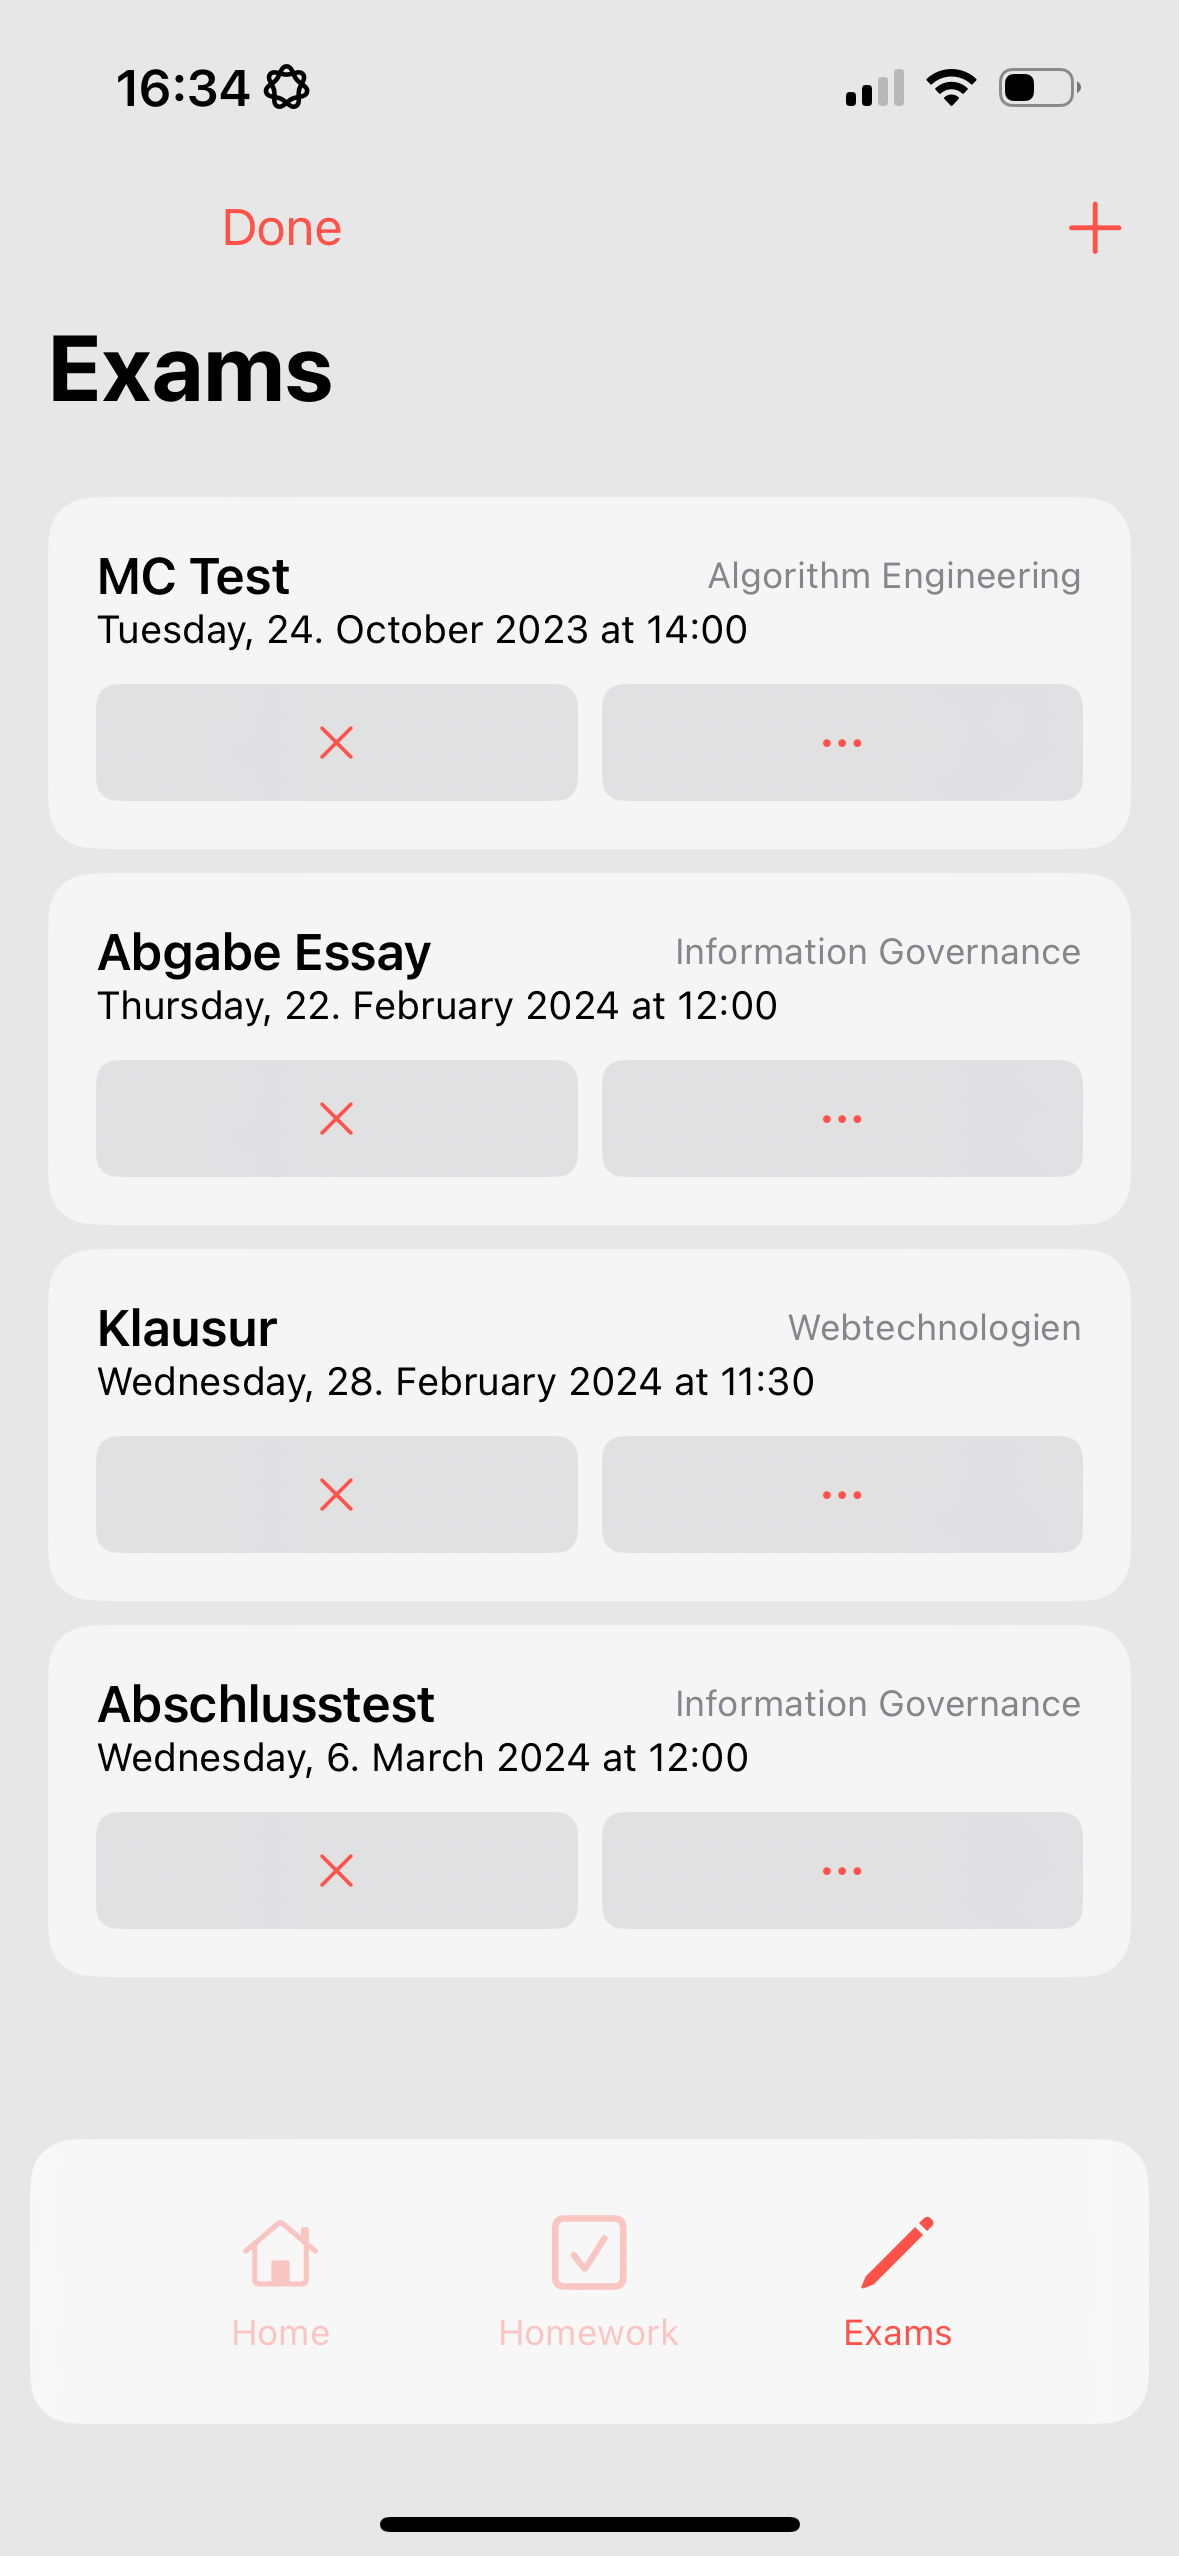 16:34
Done
Exams
MC Test
Algorithm Engineering
Tuesday, 24. October 2023 at 14:00
Abgabe Essay
Information Governance
Thursday, 22. February 2024 at 12:00
Klausur
Webtechnologien
Wednesday, 28. February 2024 at 11:30
Abschlusstest
Information Governance
Wednesday, 6. March 2024 at 12:00
Home
Homework
Exams